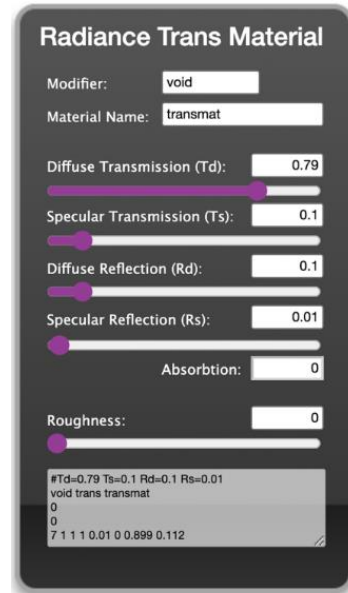 Radiance Trans Material
Modifier: void
Material Name: transmat
Diffuse Transmission (Td): 0.79
Specular Transmission (Ts): 0.1
Diffuse Reflection (Rd): 0.1
Specular Reflection (Rs): 0.01
Absorbtion: 0
Roughness: 0
#Td=0.79 Ts=0.1 Rd=0.1 Rs=0.01
void trans transmat
0
0
7 1 1 1 0.01 0 0.899 0.112